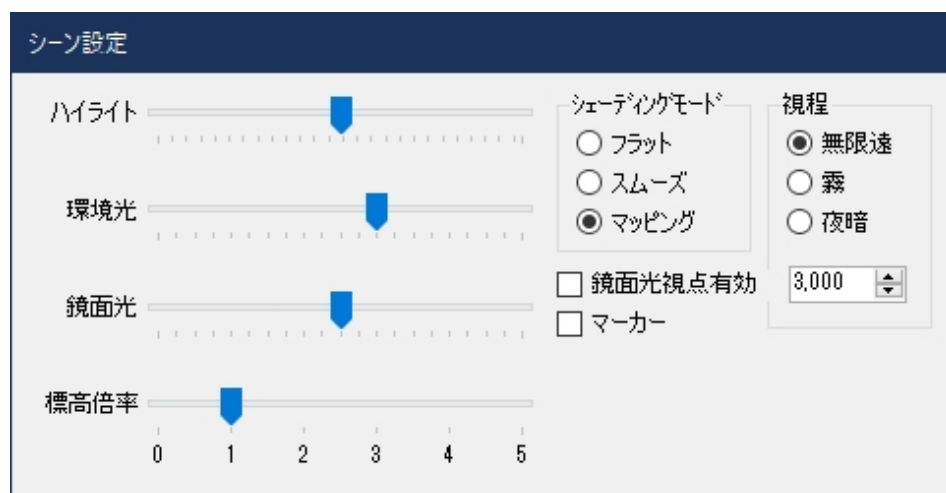 シーン設定
ハイライト
環境光
鏡面光
標高倍率
0 1 2 3 4 5
シェーディングモード
フラット
スムーズ
マッピング
鏡面光視点有効
マーカー
視程
無限遠
霧
夜暗
3,000